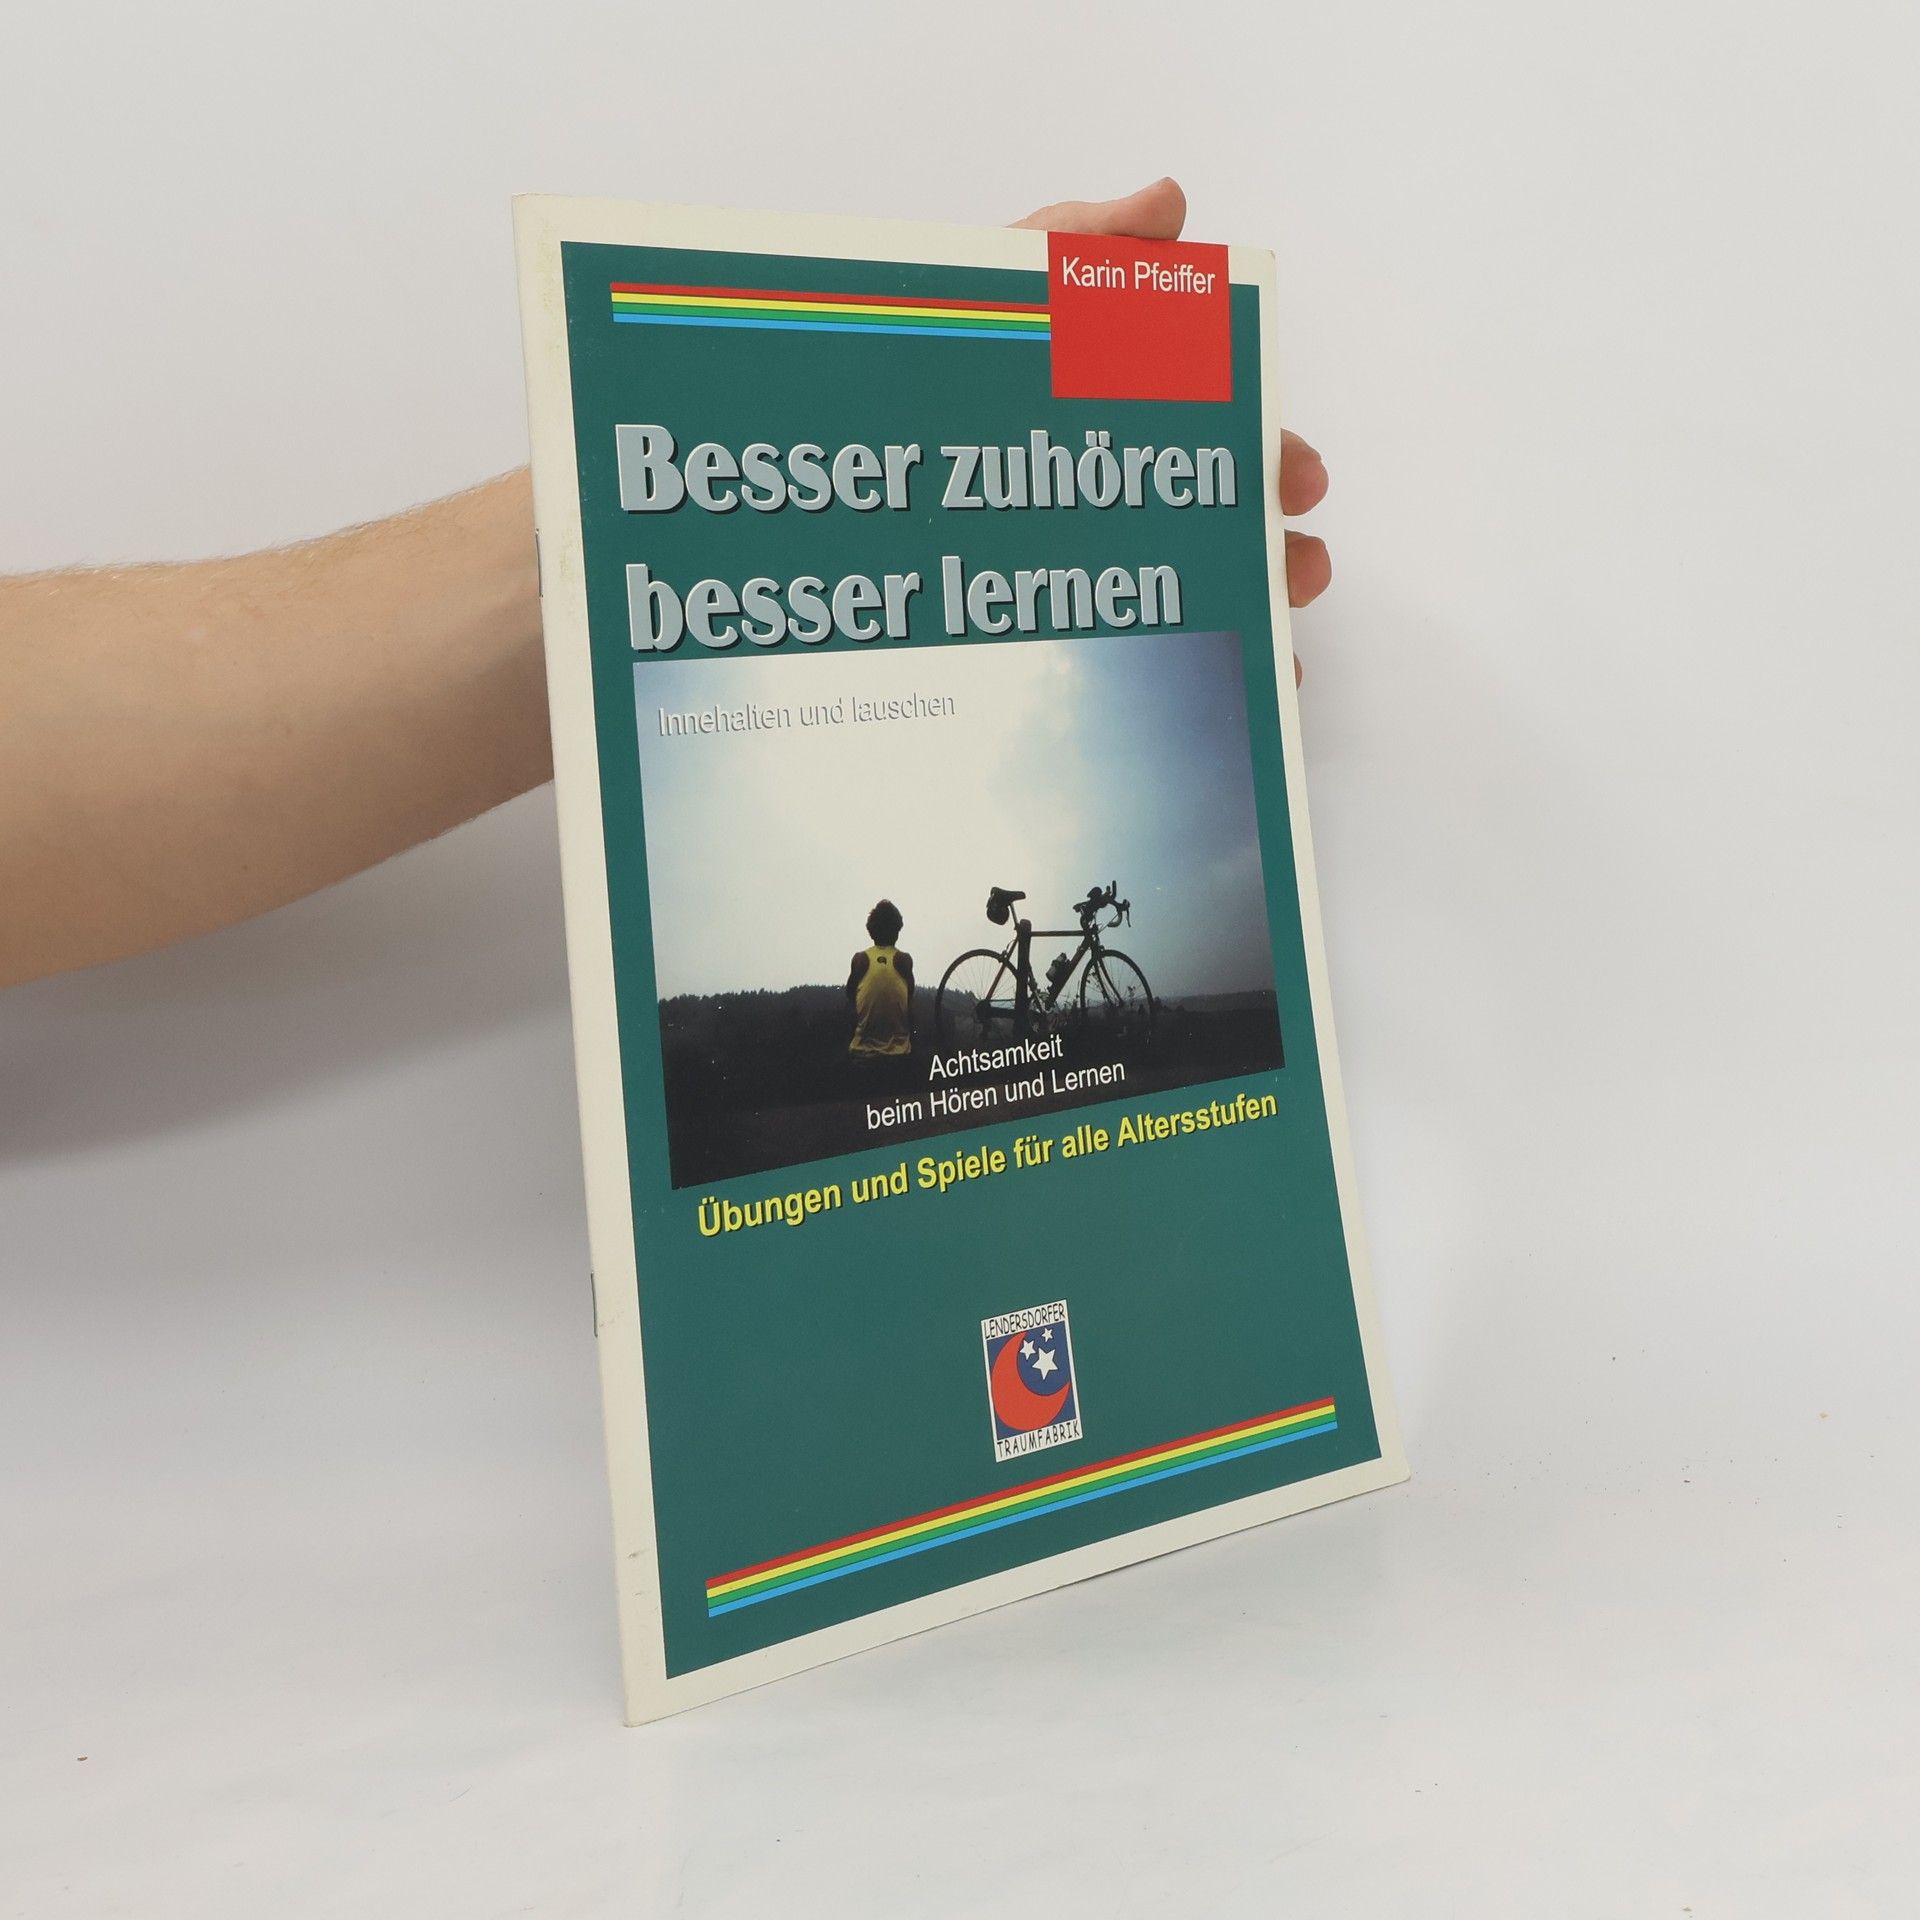 Karin Pfeiffer
Besser zuhören
besser lernen
Innehalten und lauschen
Achtsamkeit
beim Hören und Lernen
Übungen und Spiele für alle Altersstufen
LENDERSDORFER
TRAUMFABRIK